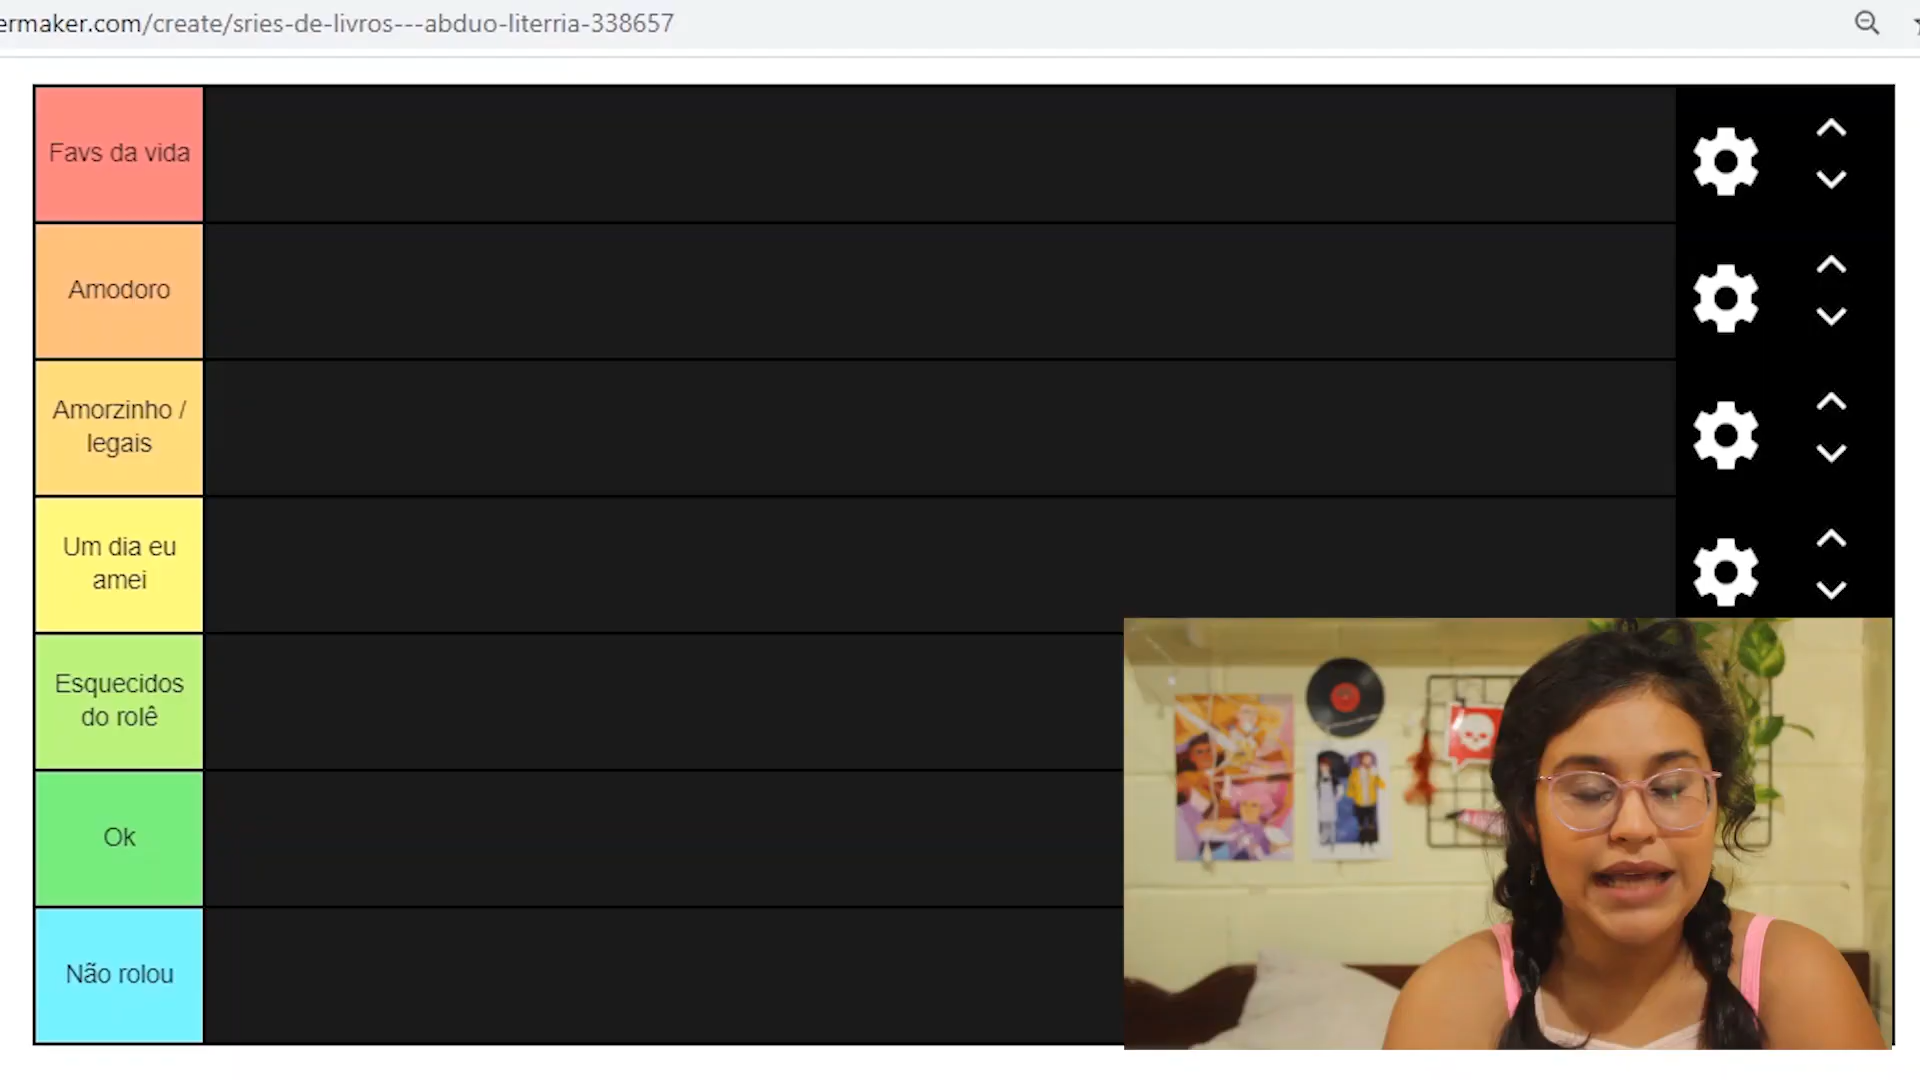 ermaker.com/create/sries-de-livros---abduo-literria-338657
Favs da vida
Amodoro
Amorzinho /
legais
Um dia eu
amei
Esquecidos
do rolê
Ok
Não rolou